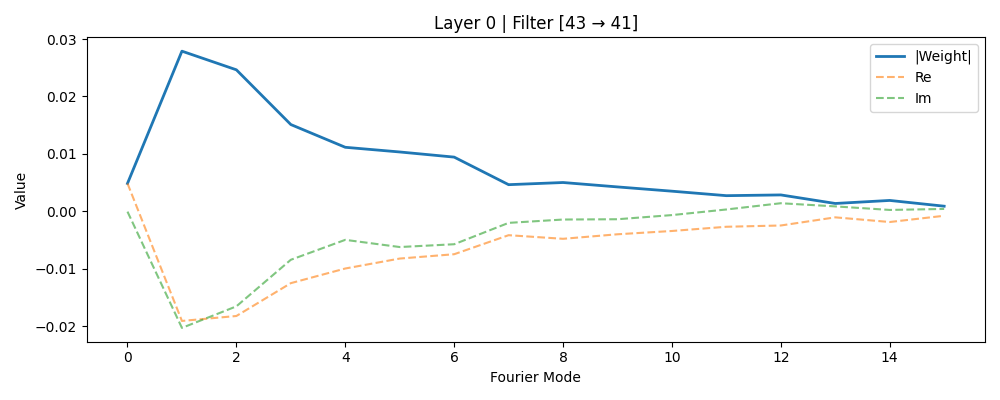 Layer 0 | Filter [43 → 41]
|Weight|
Re
Im
Value
0.03
0.02
0.01
0.00
−0.01
−0.02
0 2 4 6 8 10 12 14
Fourier Mode